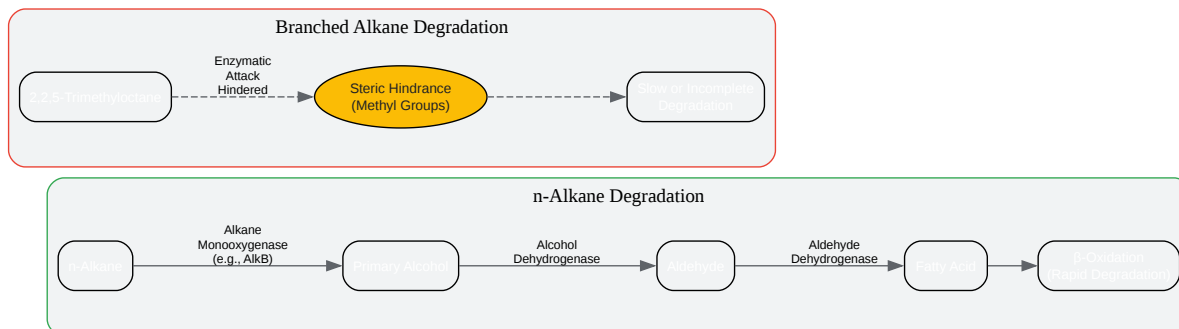 Branched Alkane Degradation
2,2,5-Trimethyloctane
Enzymatic
Attack
Hindered
Steric Hindrance
(Methyl Groups)
Slow or Incomplete
Degradation
n-Alkane Degradation
n-Alkane
Alkane
Monooxygenase
(e.g., AlkB)
Primary Alcohol
Alcohol
Dehydrogenase
Aldehyde
Aldehyde
Dehydrogenase
Fatty Acid
β-Oxidation
(Rapid Degradation)